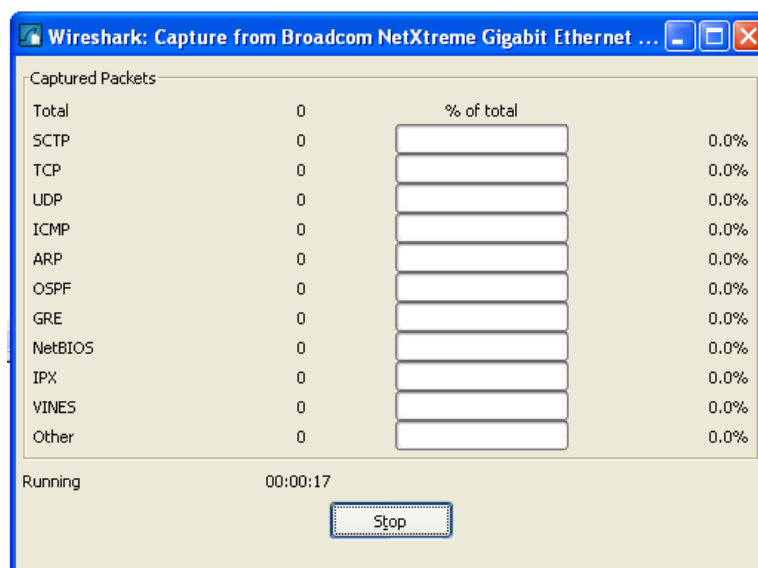 Wireshark: Capture from Broadcom NetXtreme Gigabit Ethernet ...
Captured Packets
Total 0 % of total
SCTP 0 0.0%
TCP 0 0.0%
UDP 0 0.0%
ICMP 0 0.0%
ARP 0 0.0%
OSPF 0 0.0%
GRE 0 0.0%
NetBIOS 0 0.0%
IPX 0 0.0%
VINES 0 0.0%
Other 0 0.0%
Running 00:00:17
Stop